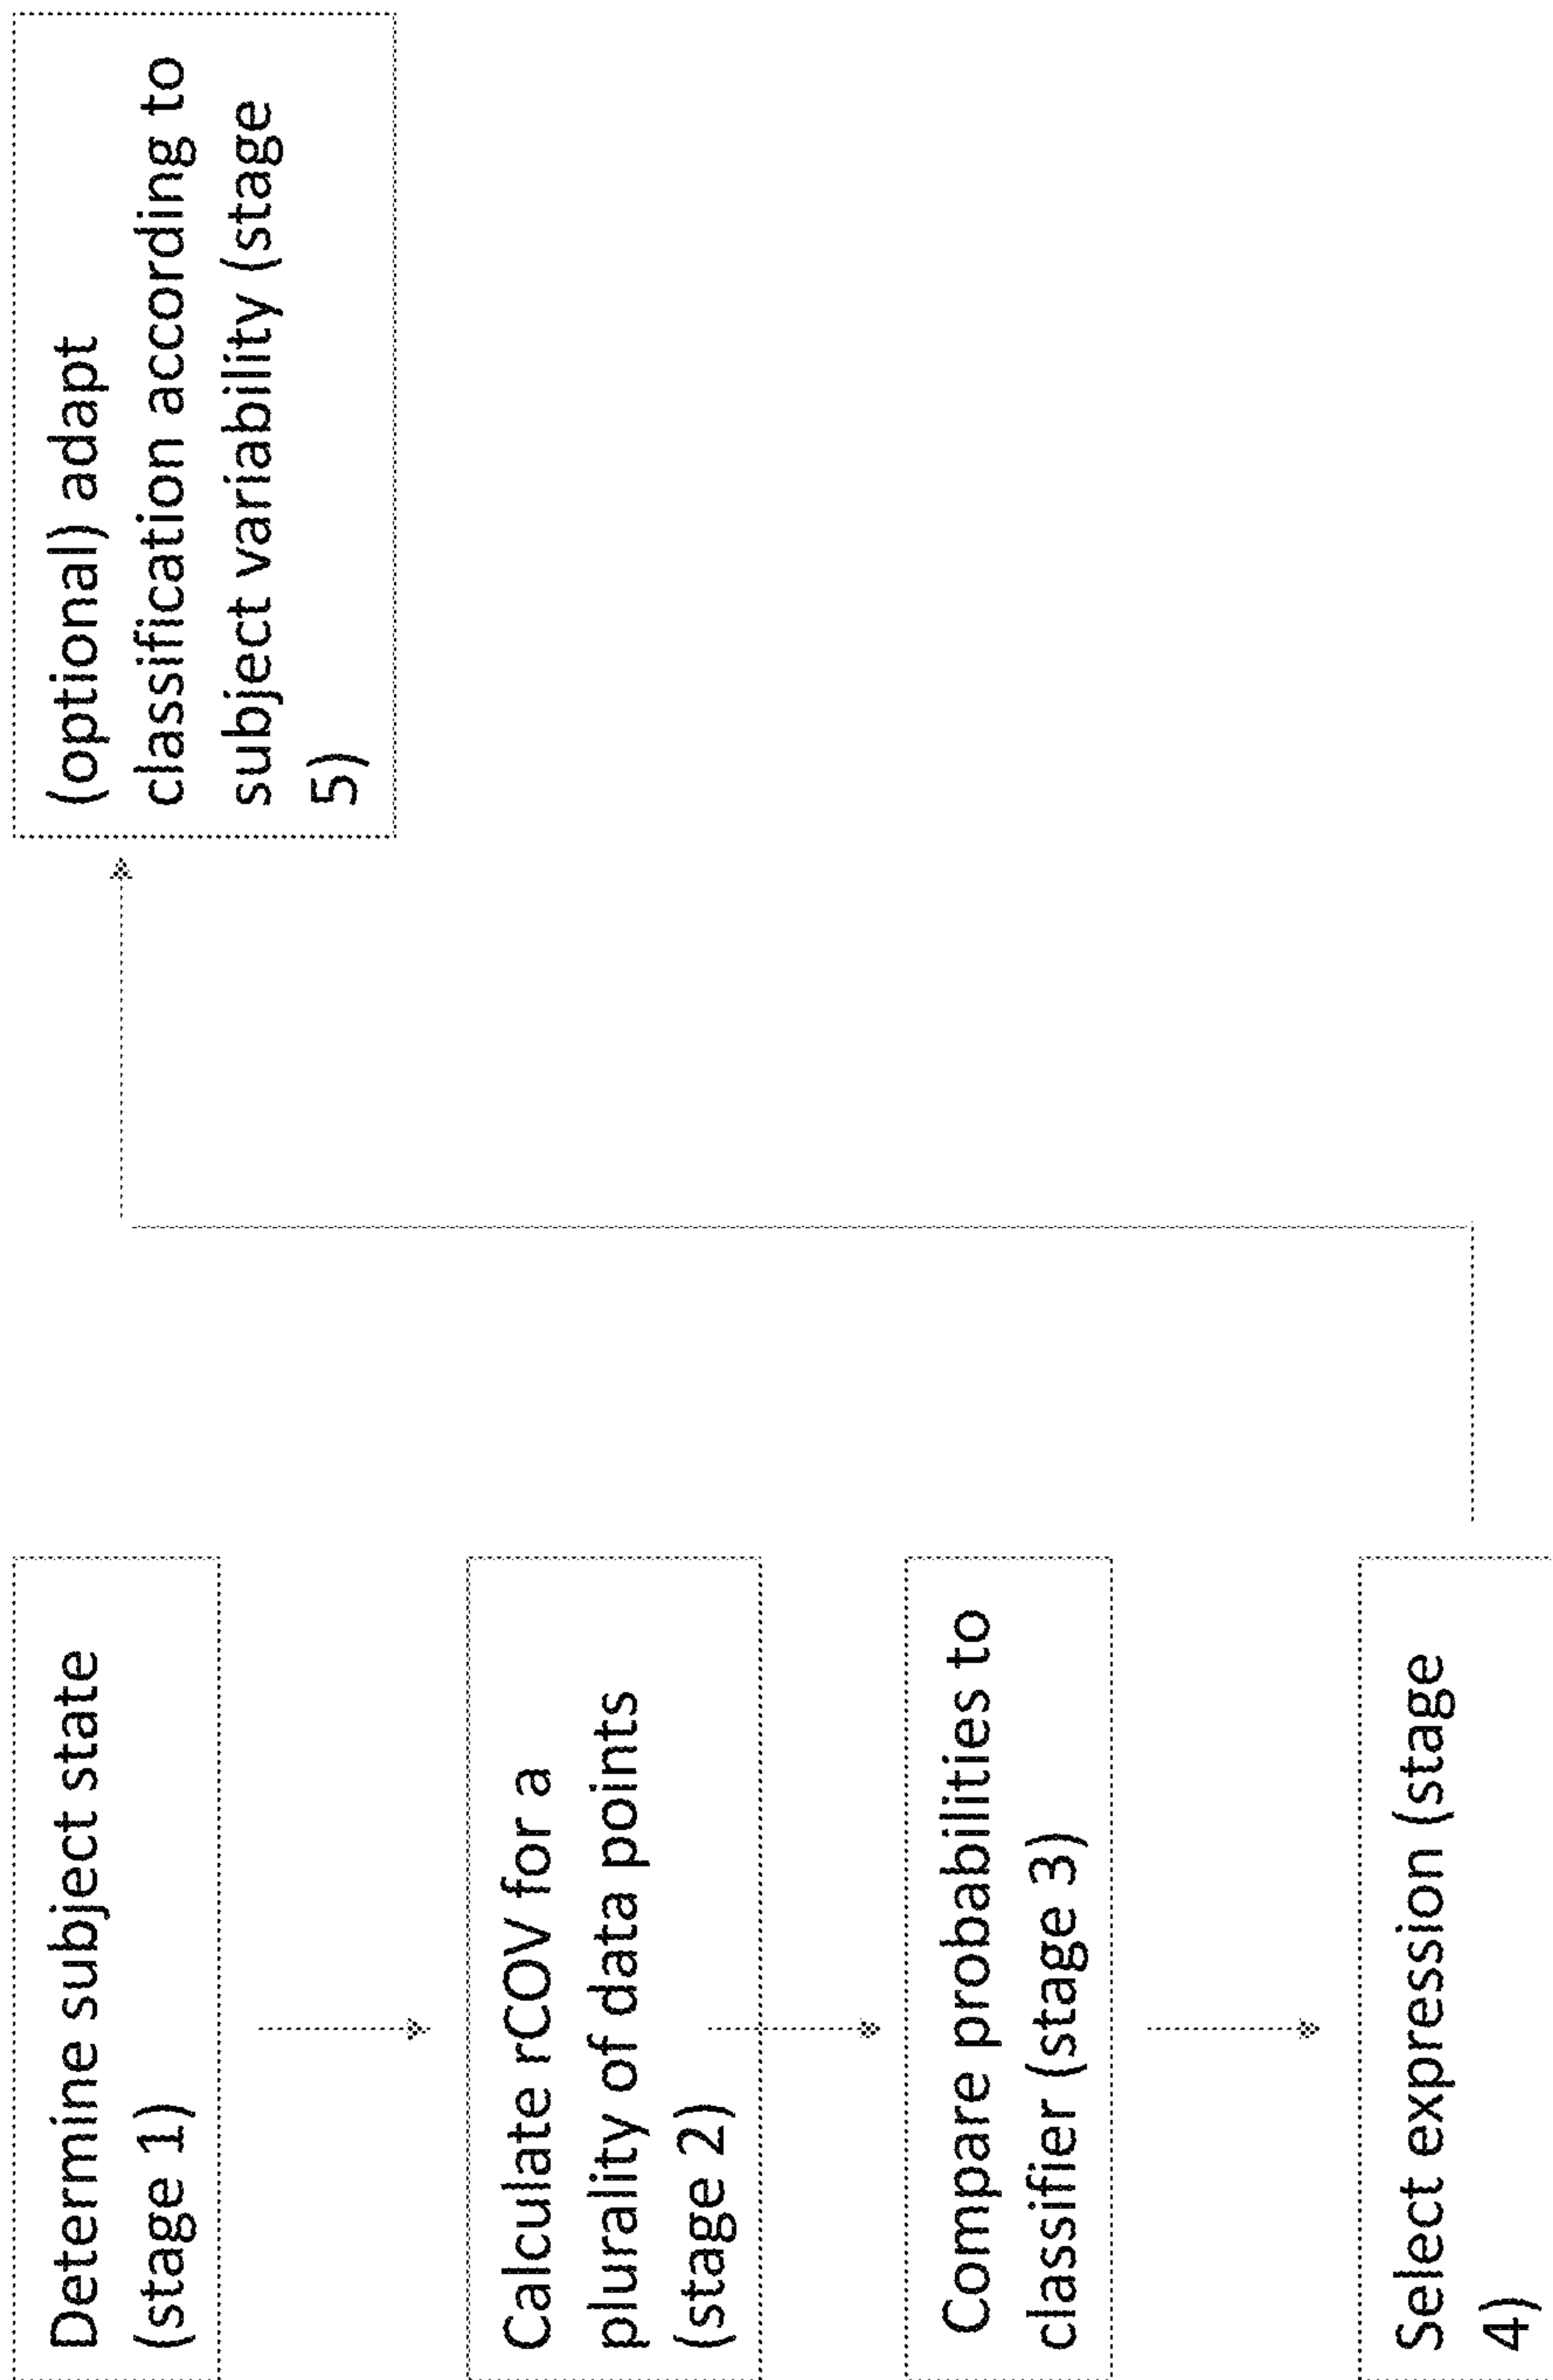 Determine subject state
(stage 1)
Calculate rCOV for a
plurality of data points
(stage 2)
Compare probabilities to
classifier (stage 3)
Select expression (stage
4)
(optional) adapt
classification according to
subject variability (stage
5)